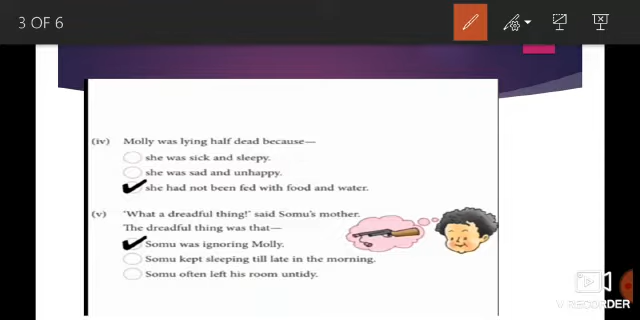 3 OF 6
(iv) Molly was lying half dead because—
she was sick and sleepy.
she was sad and unhappy.
she had not been fed with food and water.
(v) 'What a dreadful thing!' said Somu's mother.
The dreadful thing was that—
Somu was ignoring Molly.
Somu kept sleeping till late in the morning.
Somu often left his room untidy.
V RECORDER